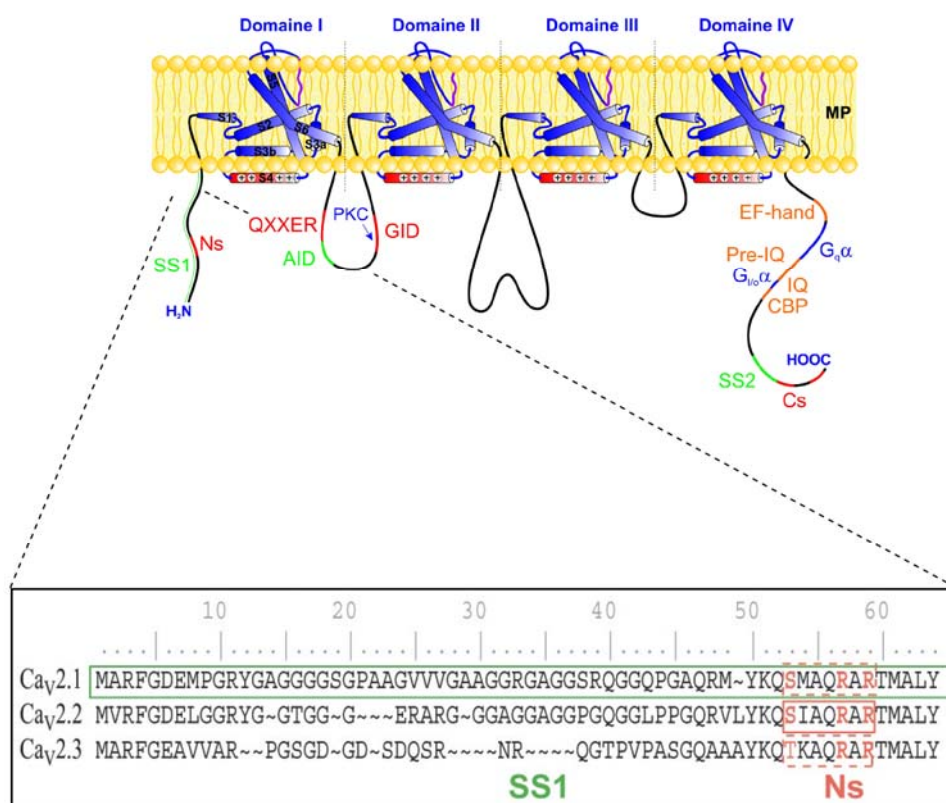 Domaine I Domaine II Domaine III Domaine IV
S5
S1 S2 S6 MP
S3b S3a
+ + S4 + + + + + + + + + + + + + +
QXXER PKC GID EF-hand
Ns AID Pre-IQ Gqα
SS1 Gi/oα IQ
H₂N CBP
HOOC
SS2
Cs
10 20 30 40 50 60
CaV2.1 MARFGDEMPGRYGAGGGGSGPAAGVVVGAAGGRGAGGSRQGGQPGAQRM~YKQSMAQRARTMALY
CaV2.2 MVRFGDELGGRYG~GTGG~G~~~ERARG~GGAGGAGGPGQGGLPPGQRVLYKQSIAQRARTMALY
CaV2.3 MARFGEAVVAR~~PGSGD~GD~SDQSR~~~~NR~~~~QGTPVPASGQAAAYKQTKAQRARTMALY
SS1 Ns